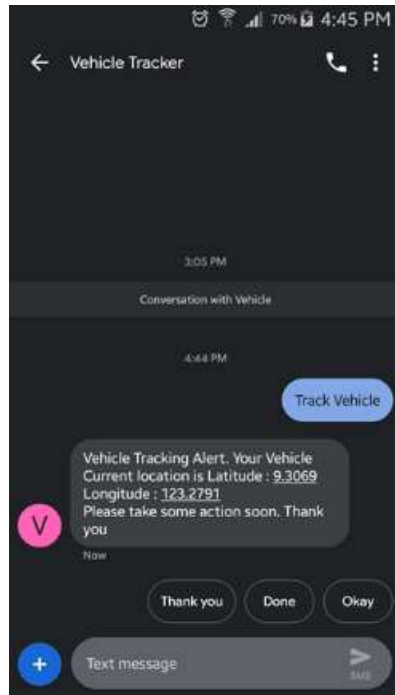 70% 4:45 PM
Vehicle Tracker
3:05 PM
Conversation with Vehicle
4:44 PM
Track Vehicle
Vehicle Tracking Alert. Your Vehicle
Current location is Latitude : 9.3069
Longitude : 123.2791
Please take some action soon. Thank
you
V
Now
Thank you
Done
Okay
+
Text message
SMS